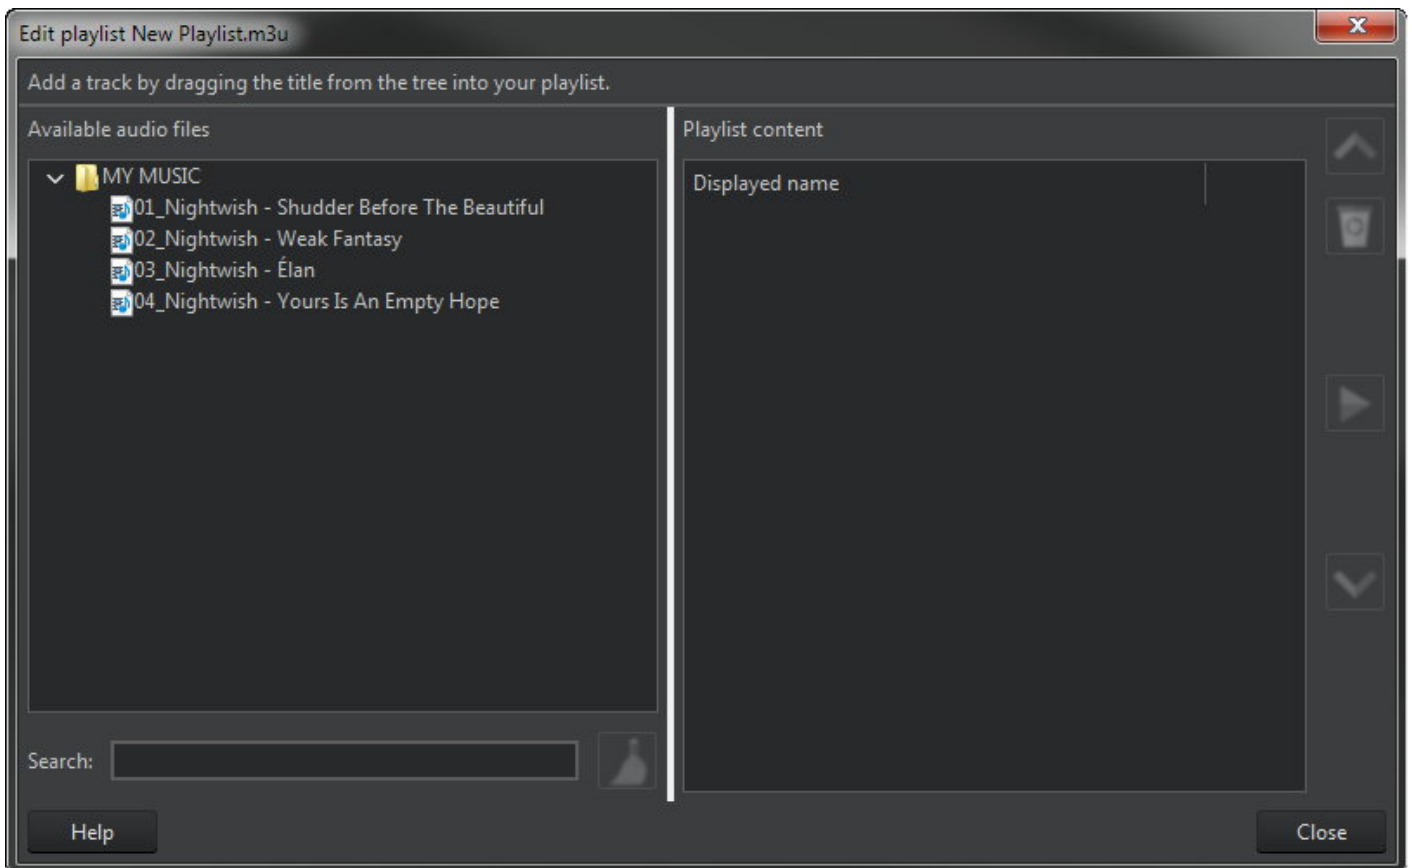 Edit playlist New Playlist.m3u
Add a track by dragging the title from the tree into your playlist.
Available audio files
MY MUSIC
01_Nightwish - Shudder Before The Beautiful
02_Nightwish - Weak Fantasy
03_Nightwish - Élan
04_Nightwish - Yours Is An Empty Hope
Search:
Playlist content
Displayed name
Help
Close